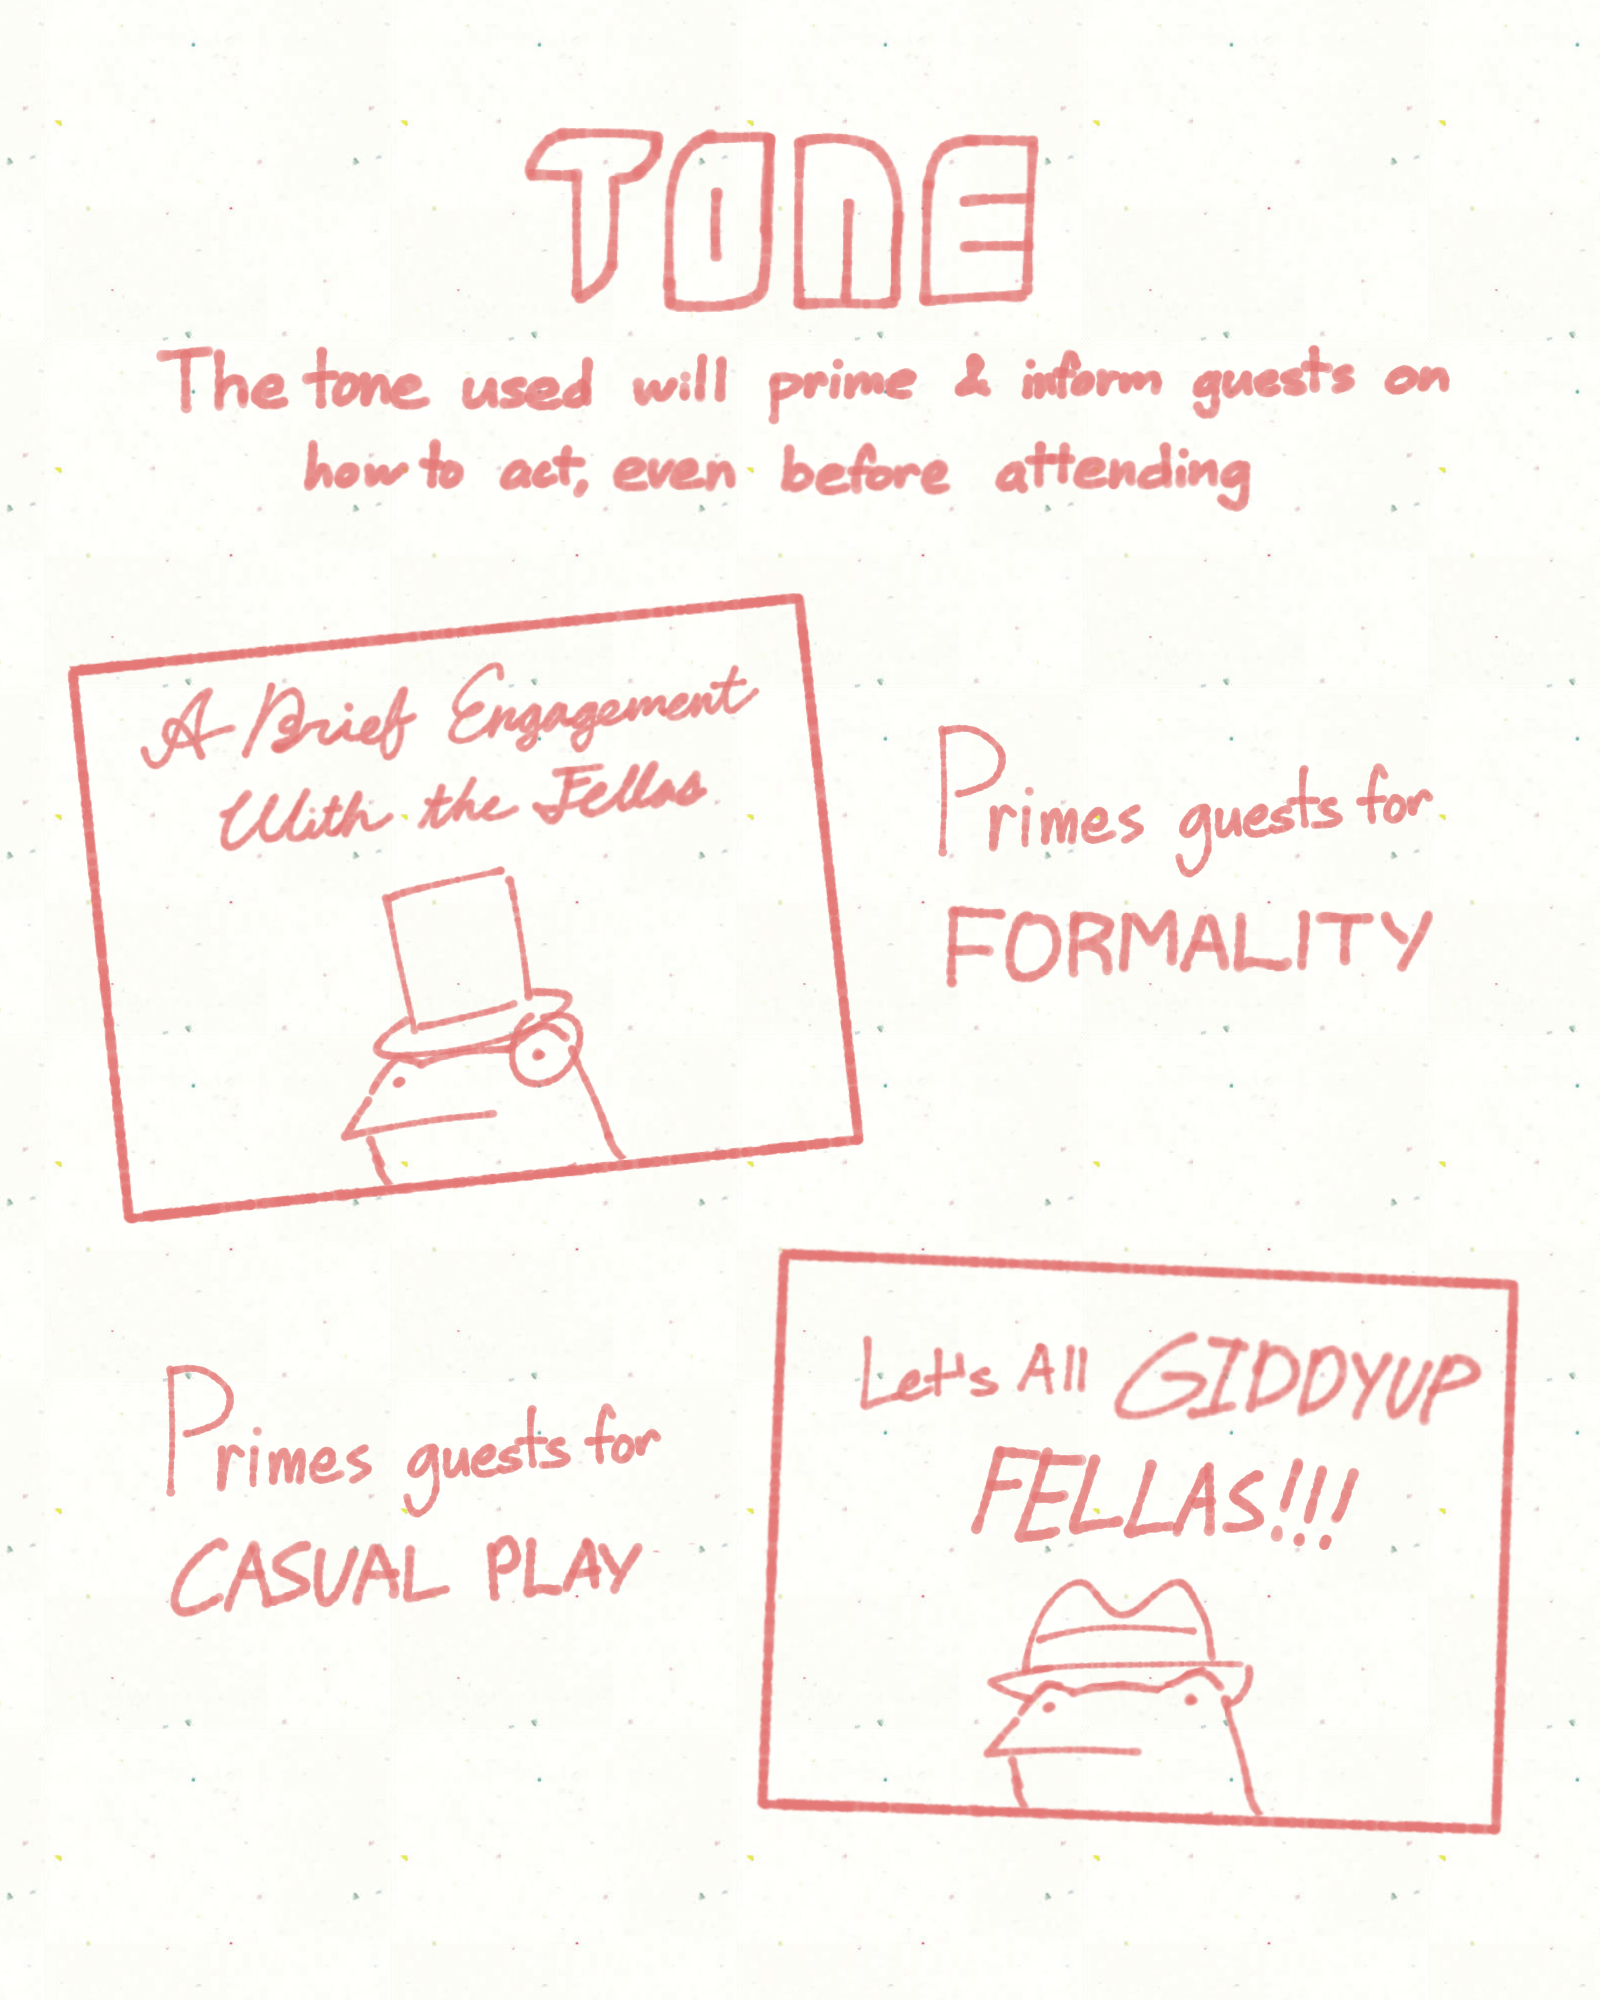 TONE
The tone used will prime & inform guests on
how to act, even before attending
A Brief Engagement
With the Fellas
Primes guests for
FORMALITY
Let's All GIDDYUP
FELLAS!!!
Primes guests for
CASUAL PLAY